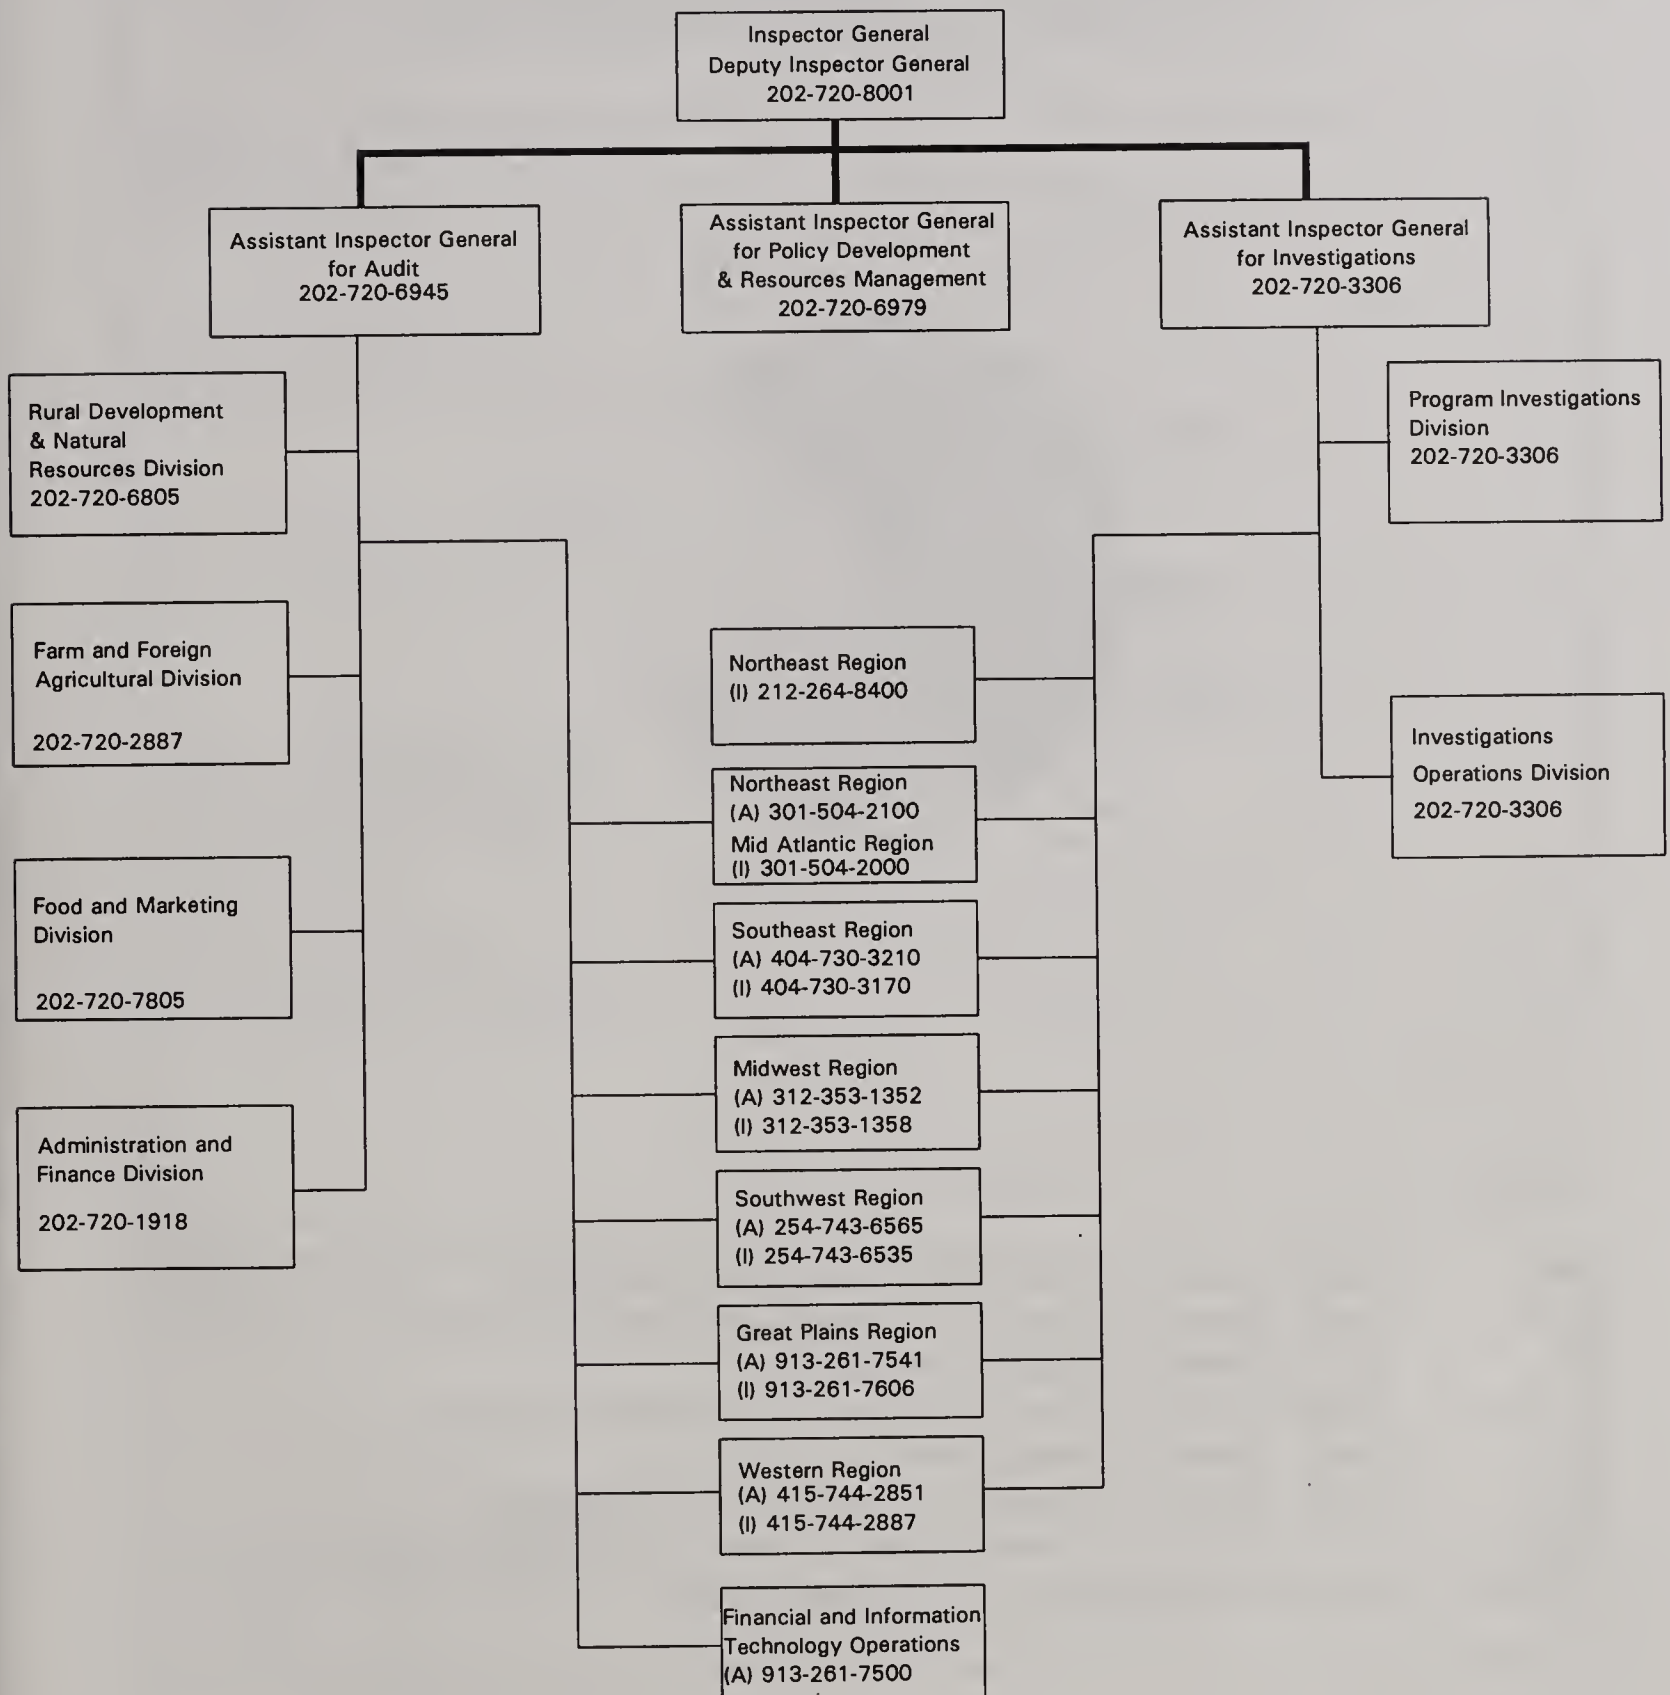 Inspector General
Deputy Inspector General
202-720-8001
Assistant Inspector General
for Audit
202-720-6945
Assistant Inspector General
for Policy Development
& Resources Management
202-720-6979
Assistant Inspector General
for Investigations
202-720-3306
Rural Development
& Natural
Resources Division
202-720-6805
Farm and Foreign
Agricultural Division
202-720-2887
Food and Marketing
Division
202-720-7805
Administration and
Finance Division
202-720-1918
Northeast Region
(I) 212-264-8400
Northeast Region
(A) 301-504-2100
Mid Atlantic Region
(I) 301-504-2000
Southeast Region
(A) 404-730-3210
(I) 404-730-3170
Midwest Region
(A) 312-353-1352
(I) 312-353-1358
Southwest Region
(A) 254-743-6565
(I) 254-743-6535
Great Plains Region
(A) 913-261-7541
(I) 913-261-7606
Western Region
(A) 415-744-2851
(I) 415-744-2887
Financial and Information
Technology Operations
(A) 913-261-7500
Program Investigations
Division
202-720-3306
Investigations
Operations Division
202-720-3306